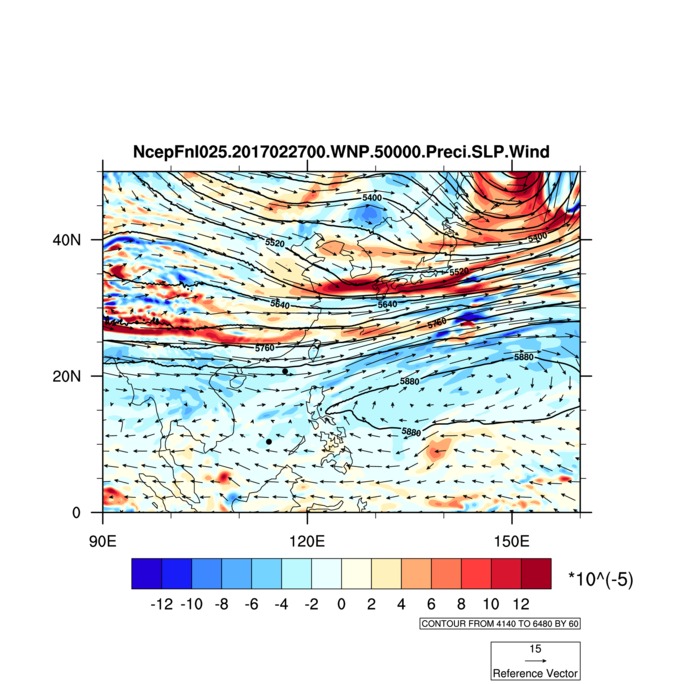 NcepFnl025.2017022700.WNP.50000.Preci.SLP.Wind
5400
40N
5520
5400
5520
5640
5640
5760
5760
5880
20N
5880
5880
0
90E 120E 150E
*10^(-5)
-12 -10 -8 -6 -4 -2 0 2 4 6 8 10 12
CONTOUR FROM 4140 TO 6480 BY 60
15
Reference Vector